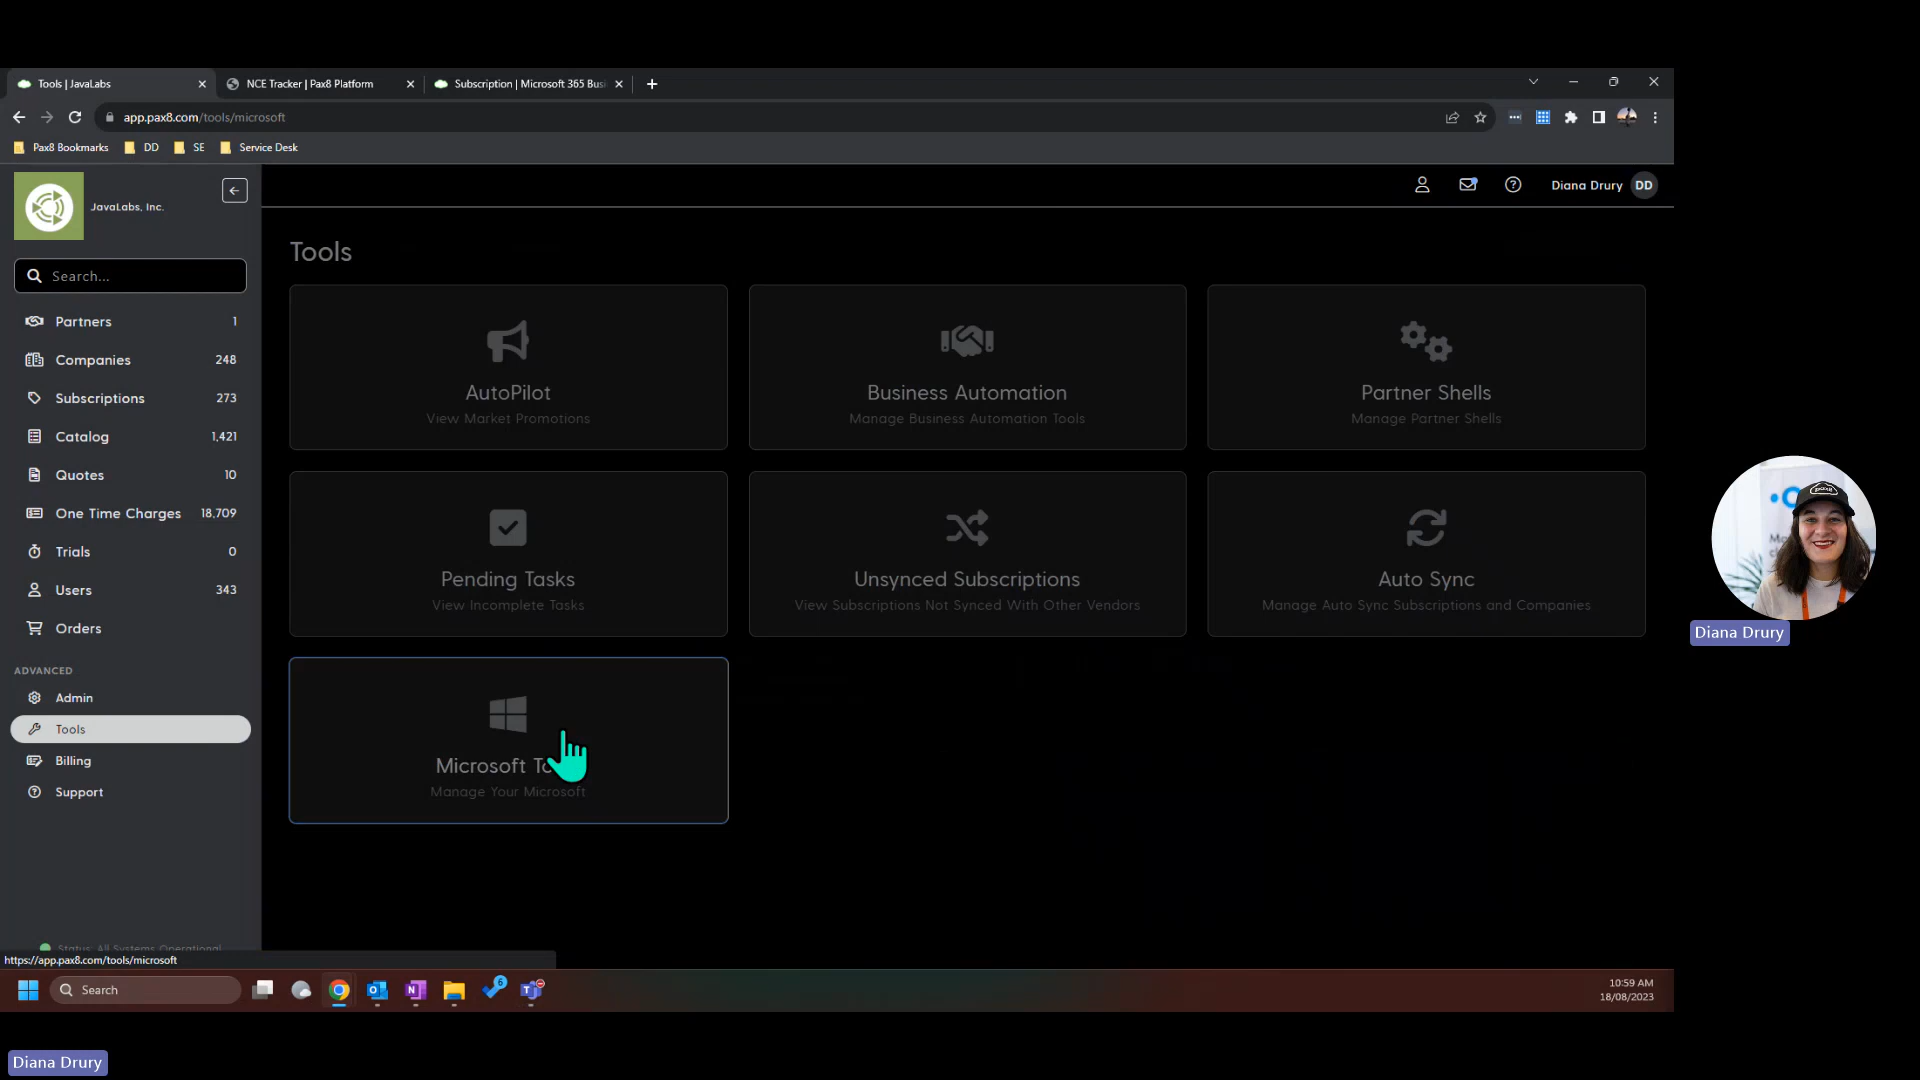 Tools | JavaLabs
NCE Tracker | Pax8 Platform
Subscription | Microsoft 365 Busi
app.pax8.com/tools/microsoft
Pax8 Bookmarks
DD
SE
Service Desk
JavaLabs, Inc.
Diana Drury
DD
Search...
Partners 1
Companies 248
Subscriptions 273
Catalog 1,421
Quotes 10
One Time Charges 18,709
Trials 0
Users 343
Orders
ADVANCED
Admin
Tools
Billing
Support
Status: All Systems Operational
Tools
AutoPilot
View Market Promotions
Business Automation
Manage Business Automation Tools
Partner Shells
Manage Partner Shells
Pending Tasks
View Incomplete Tasks
Unsynced Subscriptions
View Subscriptions Not Synced With Other Vendors
Auto Sync
Manage Auto Sync Subscriptions and Companies
Microsoft
Manage Your Microsoft
https://app.pax8.com/tools/microsoft
Search
6
10:59 AM
18/08/2023
Diana Drury
Diana Drury